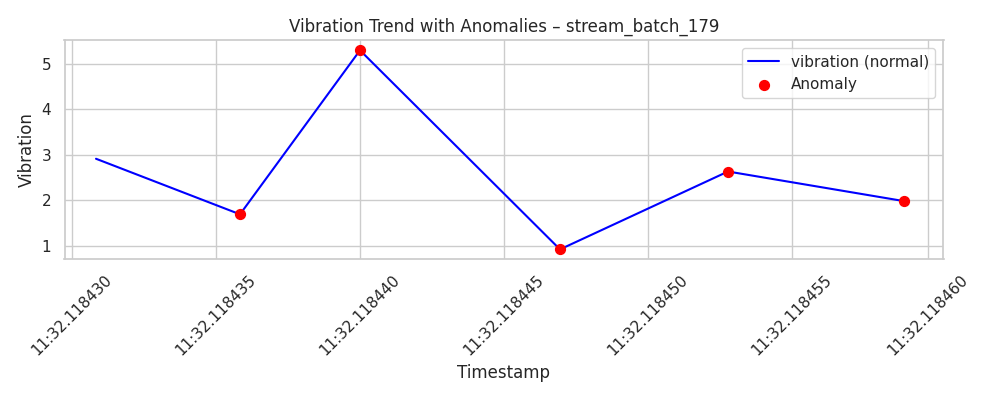 Vibration Trend with Anomalies – stream_batch_179
vibration (normal)
Anomaly
Vibration
5
4
3
2
1
11:32.118430
11:32.118435
11:32.118440
11:32.118445
11:32.118450
11:32.118455
11:32.118460
Timestamp